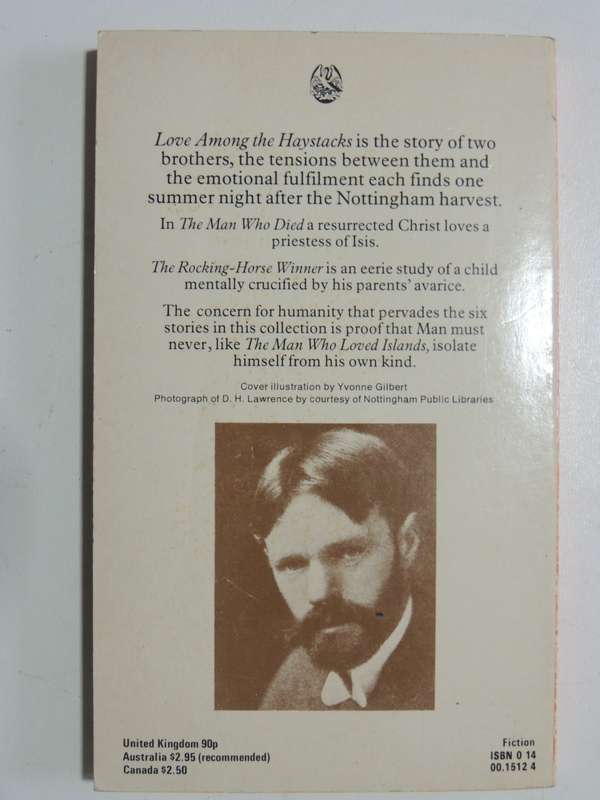 Love Among the Haystacks is the story of two
brothers, the tensions between them and
the emotional fulfilment each finds one
summer night after the Nottingham harvest.
In The Man Who Died a resurrected Christ loves a
priestess of Isis.
The Rocking-Horse Winner is an eerie study of a child
mentally crucified by his parents' avarice.
The concern for humanity that pervades the six
stories in this collection is proof that Man must
never, like The Man Who Loved Islands, isolate
himself from his own kind.
Cover illustration by Yvonne Gilbert
Photograph of D. H. Lawrence by courtesy of Nottingham Public Libraries
United Kingdom 90p
Australia $2.95 (recommended)
Canada $2.50
Fiction
ISBN 0 14
00.1512 4